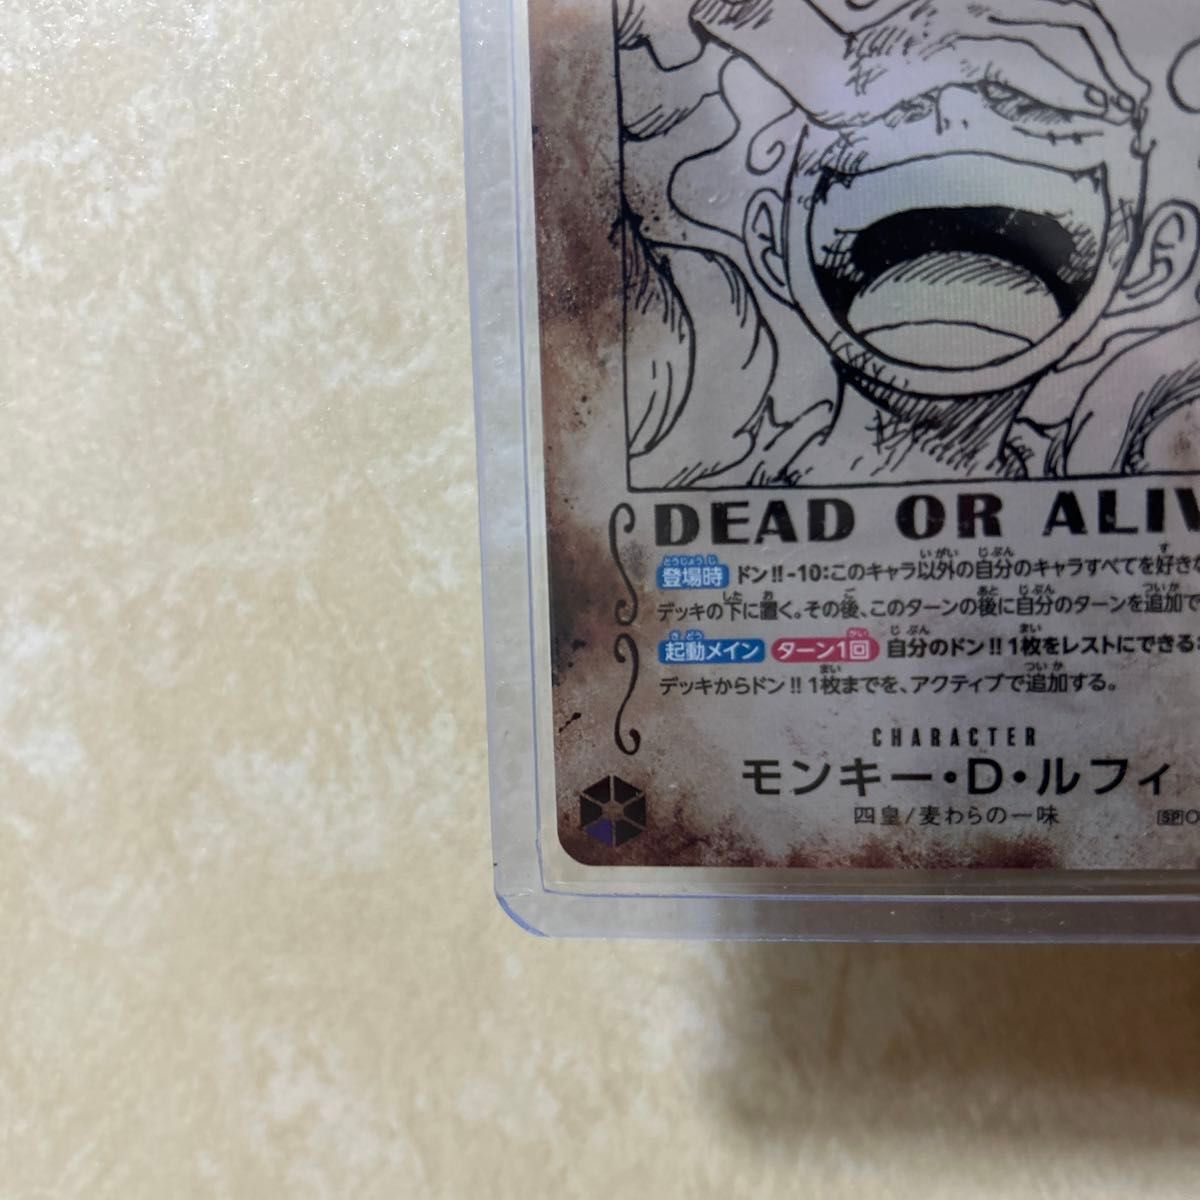 DEAD OR ALIV
登場時 ドン!!-10:このキャラ以外の自分のキャラすべてを好きな
デッキの下に置く。その後、このターンの後に自分のターンを追加で
起動メイン ターン1回 自分のドン!!1枚をレストにできる:
デッキからドン!!1枚までを、アクティブで追加する。
CHARACTER
モンキー・D・ルフィ
四皇/麦わらの一味 SP O